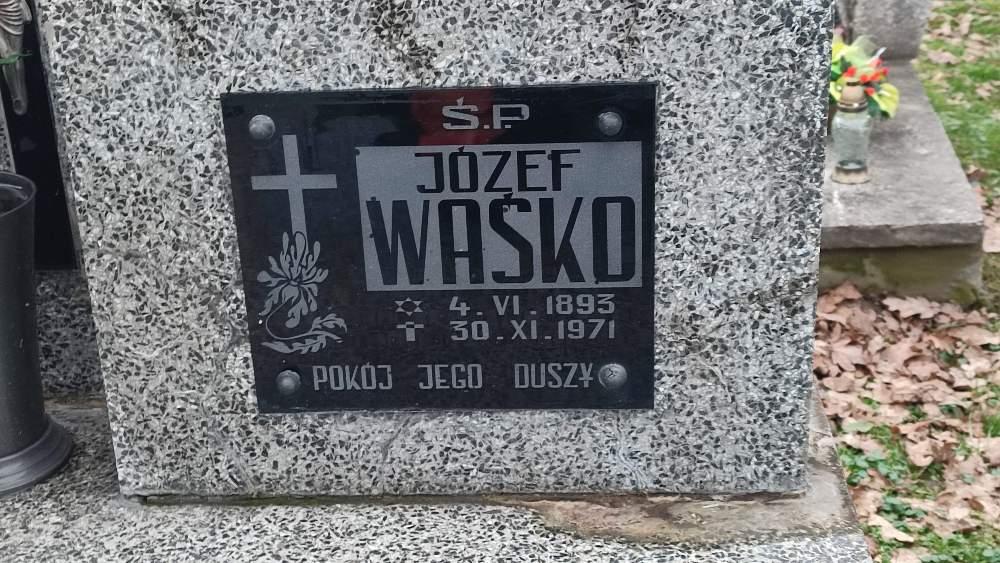 Ś.P.
JÓZEF
WAŚKO
✡ 4.VI.1893
✝ 30.XI.1971
POKÓJ JEGO DUSZY